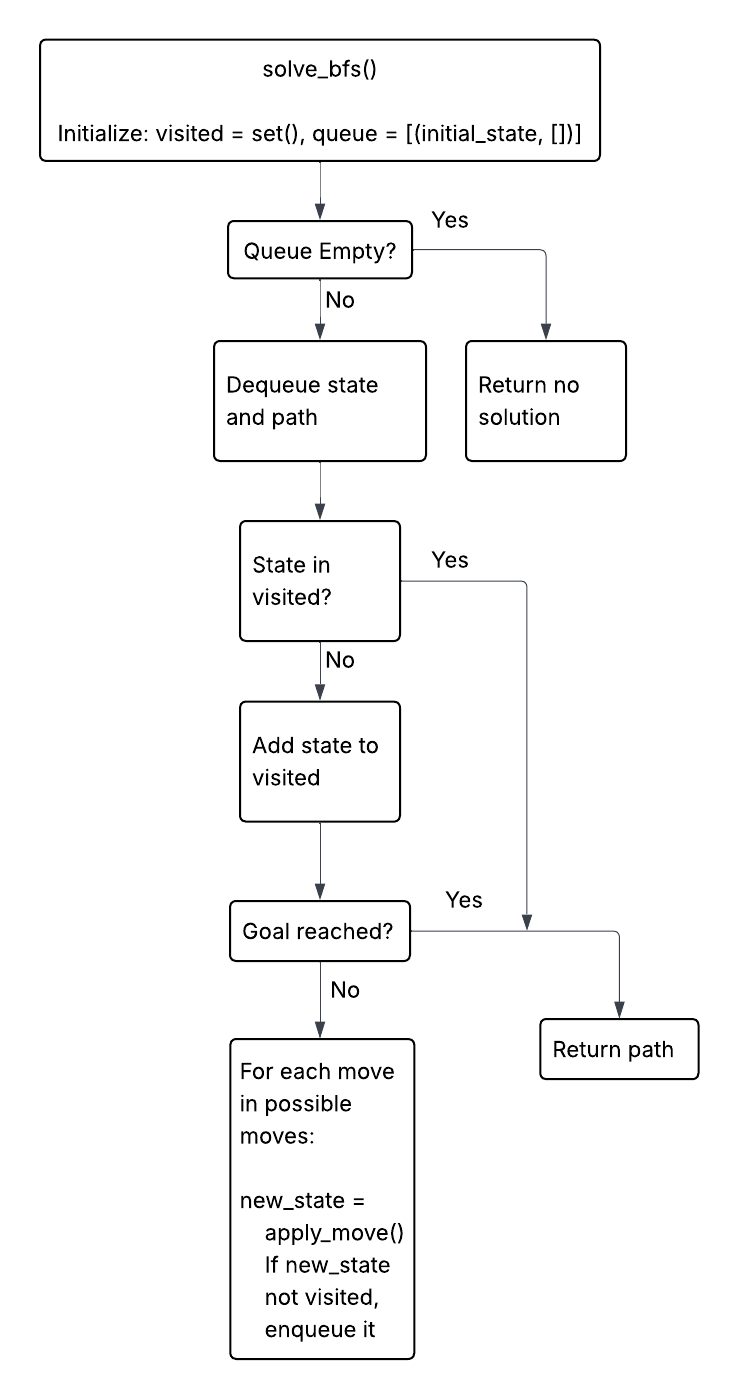 solve_bfs()
Initialize: visited = set(), queue = [(initial_state, [])]
Yes
Queue Empty?
No
Dequeue state
and path
Return no
solution
Yes
State in
visited?
No
Add state to
visited
Yes
Goal reached?
No
Return path
For each move
in possible
moves:
new_state =
apply_move()
If new_state
not visited,
enqueue it